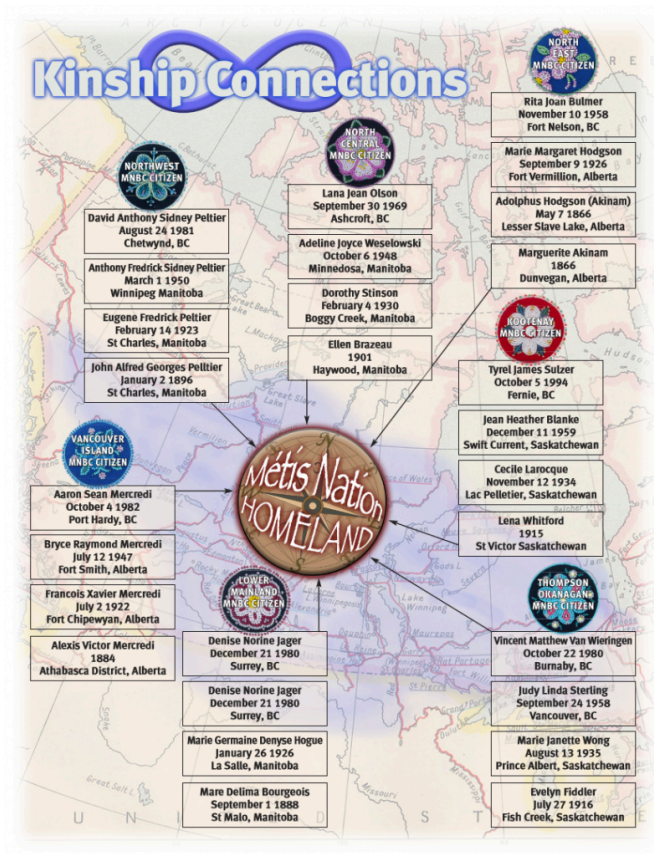 Kinship Connections
NORTH
EAST
MNBC CITIZEN
Rita Joan Bulmer
November 10 1958
Fort Nelson, BC
Marie Margaret Hodgson
September 9 1926
Fort Vermillion, Alberta
Adolphus Hodgson (Akinam)
May 7 1866
Lesser Slave Lake, Alberta
Marguerite Akinam
1866
Dunvegan, Alberta
NORTH
CENTRAL
MNBC CITIZEN
Lana Jean Olson
September 30 1969
Ashcroft, BC
Adeline Joyce Weselowski
October 6 1948
Minnedosa, Manitoba
Dorothy Stinson
February 4 1930
Boggy Creek, Manitoba
Ellen Brazeau
1901
Haywood, Manitoba
NORTHWEST
MNBC CITIZEN
David Anthony Sidney Peltier
August 24 1981
Chetwynd, BC
Anthony Fredrick Sidney Peltier
March 1 1950
Winnipeg Manitoba
Eugene Fredrick Peltier
February 14 1923
St Charles, Manitoba
John Alfred Georges Pelltier
January 2 1896
St Charles, Manitoba
KOOTENAY
MNBC CITIZEN
Tyrel James Sulzer
October 5 1994
Fernie, BC
Jean Heather Blanke
December 11 1959
Swift Current, Saskatchewan
Cecile Larocque
November 12 1934
Lac Pelletier, Saskatchewan
Lena Whitford
1915
St Victor Saskatchewan
Métis Nation
HOMELAND
VANCOUVER
ISLAND
MNBC CITIZEN
Aaron Sean Mercredi
October 4 1982
Port Hardy, BC
Bryce Raymond Mercredi
July 12 1947
Fort Smith, Alberta
Francois Xavier Mercredi
July 2 1922
Fort Chipewyan, Alberta
Alexis Victor Mercredi
1884
Athabasca District, Alberta
LOWER
MAINLAND
MNBC CITIZEN
Denise Norine Jager
December 21 1980
Surrey, BC
Denise Norine Jager
December 21 1980
Surrey, BC
Marie Germaine Denyse Hogue
January 26 1926
La Salle, Manitoba
Mare Delima Bourgeois
September 1 1888
St Malo, Manitoba
THOMPSON
OKANAGAN
MNBC CITIZEN
Vincent Matthew Van Wieringen
October 22 1980
Burnaby, BC
Judy Linda Sterling
September 24 1958
Vancouver, BC
Marie Janette Wong
August 13 1935
Prince Albert, Saskatchewan
Evelyn Fiddler
July 27 1916
Fish Creek, Saskatchewan